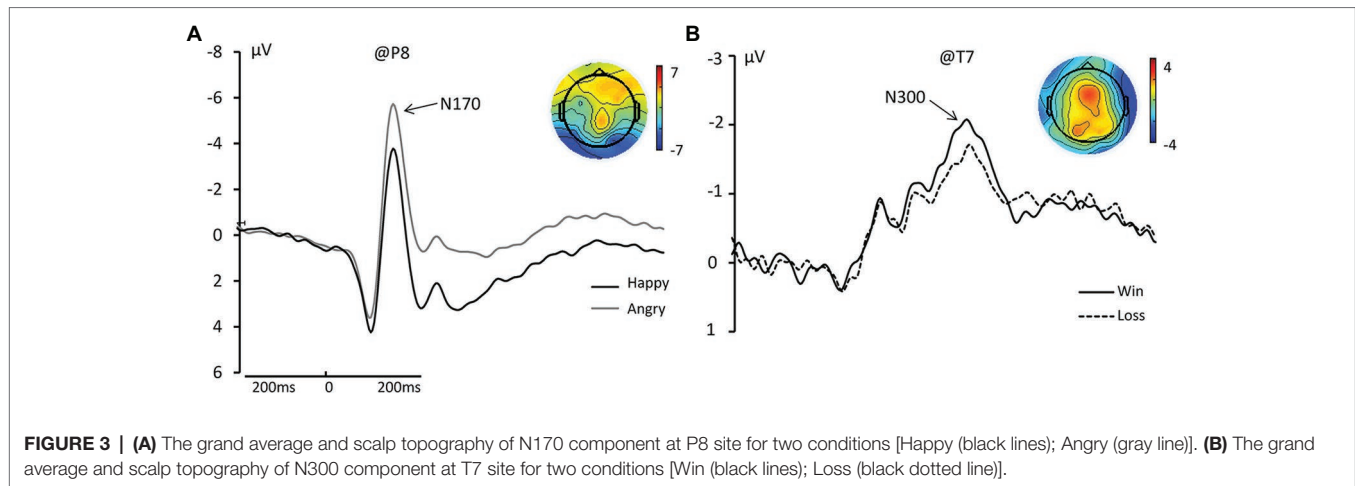 A
B
-8
μV
@P8
7
-7
-6
N170
-4
-2
0
2
4
6
Happy
Angry
200ms 0 200ms
-3
μV
@T7
4
-4
N300
-2
-1
0
1
Win
Loss
FIGURE 3 | (A) The grand average and scalp topography of N170 component at P8 site for two conditions [Happy (black lines); Angry (gray line)]. (B) The grand
average and scalp topography of N300 component at T7 site for two conditions [Win (black lines); Loss (black dotted line)].